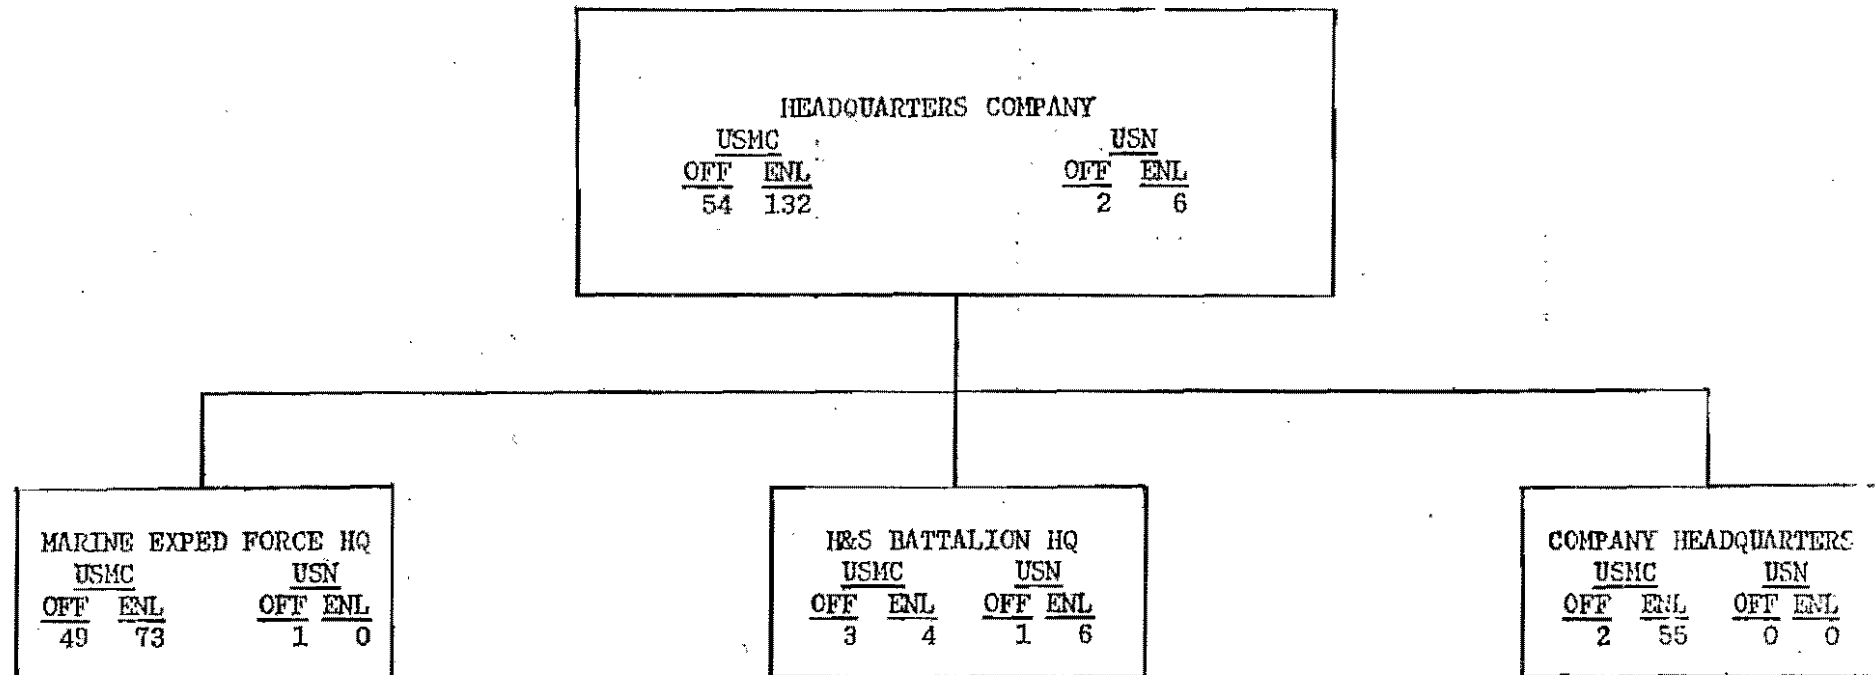 HEADQUARTERS COMPANY
USMC USN
OFF ENL OFF ENL
54 132 2 6
MARINE EXPED FORCE HQ
USMC USN
OFF ENL OFF ENL
49 73 1 0
H&S BATTALION HQ
USMC USN
OFF ENL OFF ENL
3 4 1 6
COMPANY HEADQUARTERS
USMC USN
OFF ENL OFF ENL
2 55 0 0